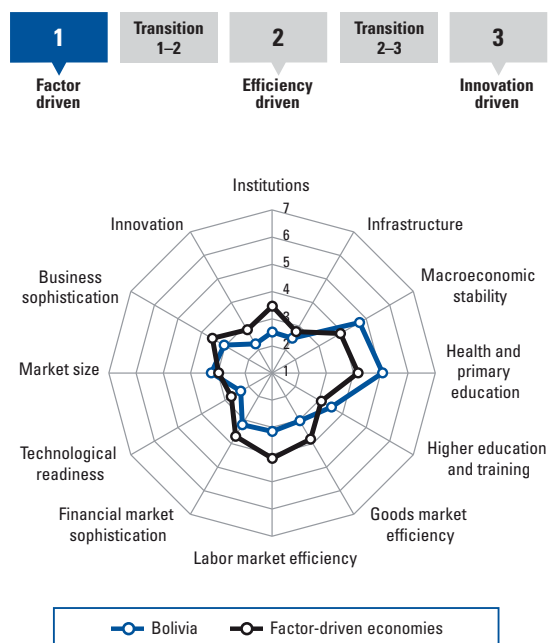 1
Transition
1–2
2
Transition
2–3
3
Factor
driven
Efficiency
driven
Innovation
driven
Institutions
7
Innovation
Infrastructure
6
5
Business
sophistication
Macroeconomic
stability
4
3
2
Market size
1
Health and
primary
education
Technological
readiness
Higher education
and training
Financial market
sophistication
Goods market
efficiency
Labor market efficiency
Bolivia
Factor-driven economies